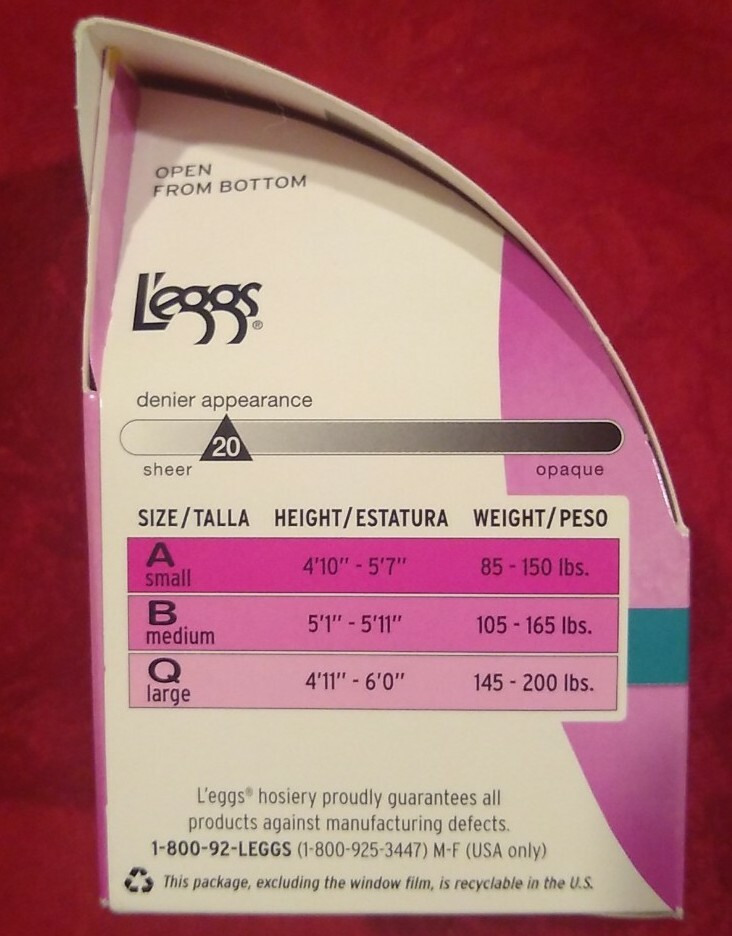 OPEN
FROM BOTTOM
L'eggs®
denier appearance
20
sheer opaque
SIZE/TALLA HEIGHT/ESTATURA WEIGHT/PESO
A small 4'10" - 5'7" 85 - 150 lbs.
B medium 5'1" - 5'11" 105 - 165 lbs.
Q large 4'11" - 6'0" 145 - 200 lbs.
L'eggs® hosiery proudly guarantees all
products against manufacturing defects.
1-800-92-LEGGS (1-800-925-3447) M-F (USA only)
This package, excluding the window film, is recyclable in the U.S.